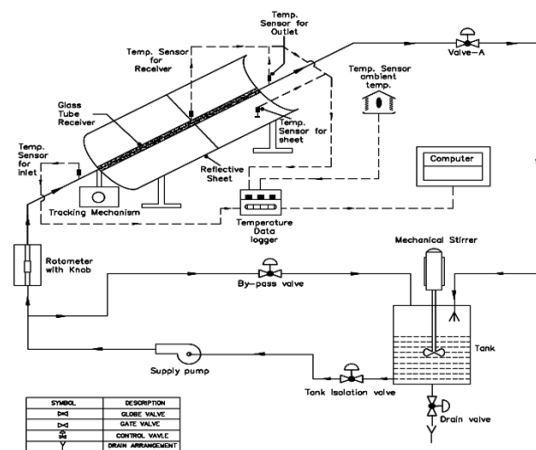 Temp. Sensor for
Outlet
Temp. Sensor
for
Receiver
Valve-A
Temp. Sensor
ambient
temp.
Glass
Tube
Receiver
Temp.
Sensor for
sheet
Temp.
Sensor
for
inlet
Reflective
Sheet
Computer
Tracking Mechanism
Temperature
Data
logger
Mechanical Stirrer
Rotometer
with Knob
By-pass valve
Tank
Supply pump
Tank Isolation valve
Drain valve
SYMBOL DESCRIPTION
GLOBE VALVE
GATE VALVE
CONTROL VAVLE
DRAIN ARRANGEMENT